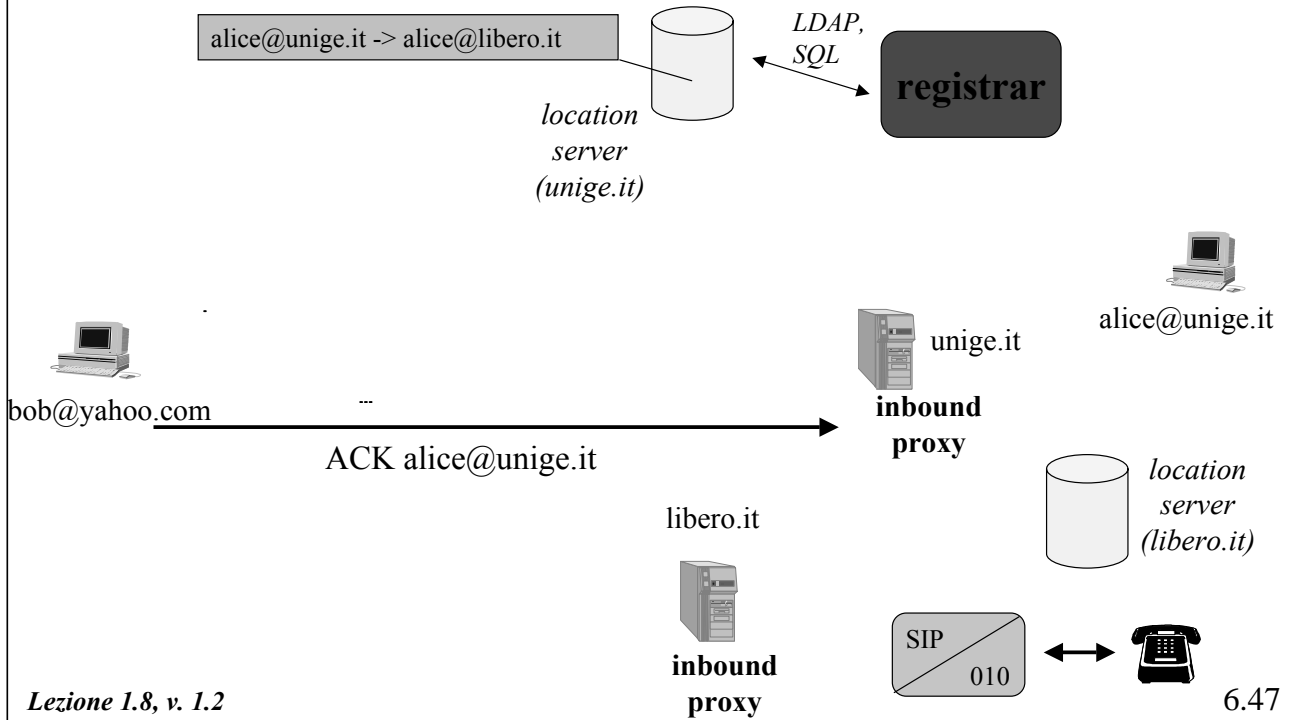 alice@unige.it -> alice@libero.it
LDAP,
SQL
registrar
location
server
(unige.it)
alice@unige.it
unige.it
inbound
proxy
bob@yahoo.com
ACK alice@unige.it
location
server
(libero.it)
libero.it
inbound
proxy
SIP
010
Lezione 1.8, v. 1.2
6.47